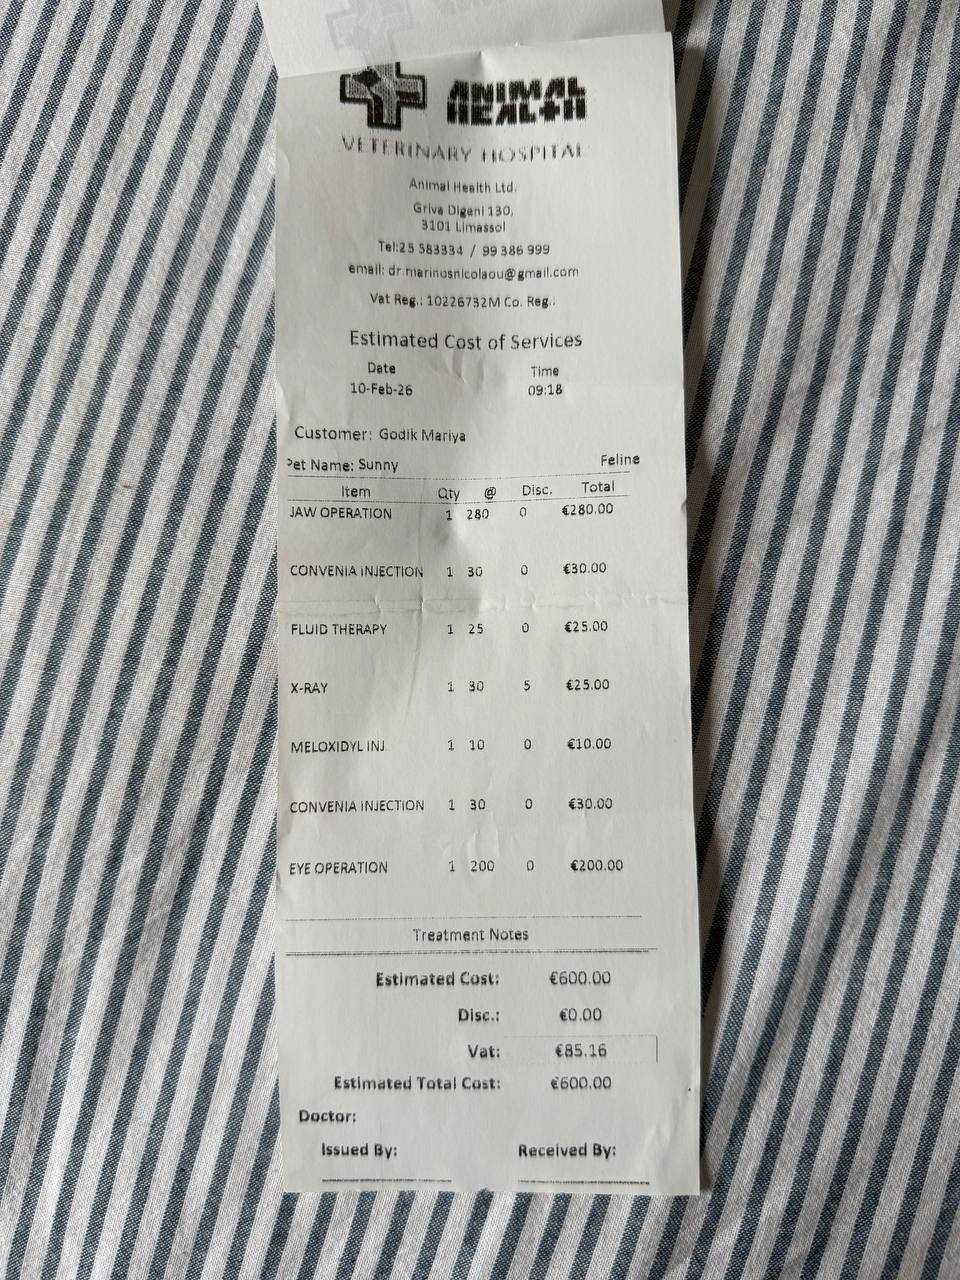 ANIMAL
HEALTH
VETERINARY HOSPITAL
Animal Health Ltd.
Griva Digeni 130,
3101 Limassol
Tel:25 583334 / 99 386 999
email: dr.marinosnicolaou@gmail.com
Vat Reg.: 10226732M Co. Reg.:
Estimated Cost of Services
Date Time
10-Feb-26 09:18
Customer: Godik Mariya
Pet Name: Sunny Feline
Item Qty @ Disc. Total
JAW OPERATION 1 280 0 €280.00
CONVENIA INJECTION 1 30 0 €30.00
FLUID THERAPY 1 25 0 €25.00
X-RAY 1 30 5 €25.00
MELOXIDYL INJ 1 10 0 €10.00
CONVENIA INJECTION 1 30 0 €30.00
EYE OPERATION 1 200 0 €200.00
Treatment Notes
Estimated Cost: €600.00
Disc.: €0.00
Vat: €85.16
Estimated Total Cost: €600.00
Doctor:
Issued By: Received By: